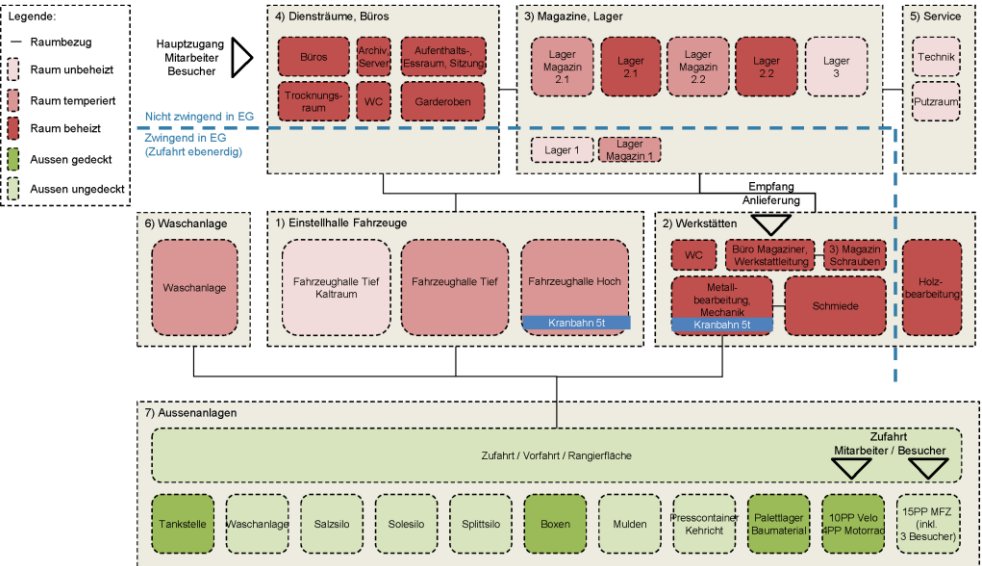 Legende:
Raumbezug
Raum unbeheizt
Raum temperiert
Raum beheizt
Aussen gedeckt
Aussen ungedeckt
Hauptzugang
Mitarbeiter
Besucher
4) Diensträume, Büros
Büros
Archiv,
Server
Aufenthalts-,
Essraum, Sitzung
Trocknungs-
raum
WC
Garderoben
3) Magazine, Lager
Lager
Magazin
2.1
Lager
2.1
Lager
Magazin
2.2
Lager
2.2
Lager
3
5) Service
Technik
Putzraum
Nicht zwingend in EG
Zwingend in EG
(Zufahrt ebenerdig)
Lager 1
Lager
Magazin 1
Empfang
Anlieferung
6) Waschanlage
Waschanlage
1) Einstellhalle Fahrzeuge
Fahrzeughalle Tief
Kaltraum
Fahrzeughalle Tief
Fahrzeughalle Hoch
Kranbahn 5t
2) Werkstätten
WC
Büro Magaziner,
Werkstattleitung
3) Magazin
Schrauben
Metall-
bearbeitung,
Mechanik
Kranbahn 5t
Schmiede
Holz-
bearbeitung
7) Aussenanlagen
Zufahrt / Vorfahrt / Rangierfläche
Zufahrt
Mitarbeiter / Besucher
Tankstelle
Waschanlage
Salzsilo
Solesilo
Splittsilo
Boxen
Mulden
Presscontainer
Kehricht
Palettlager
Baumaterial
10PP Velo
4PP Motorrad
15PP MFZ
(inkl.
3 Besucher)